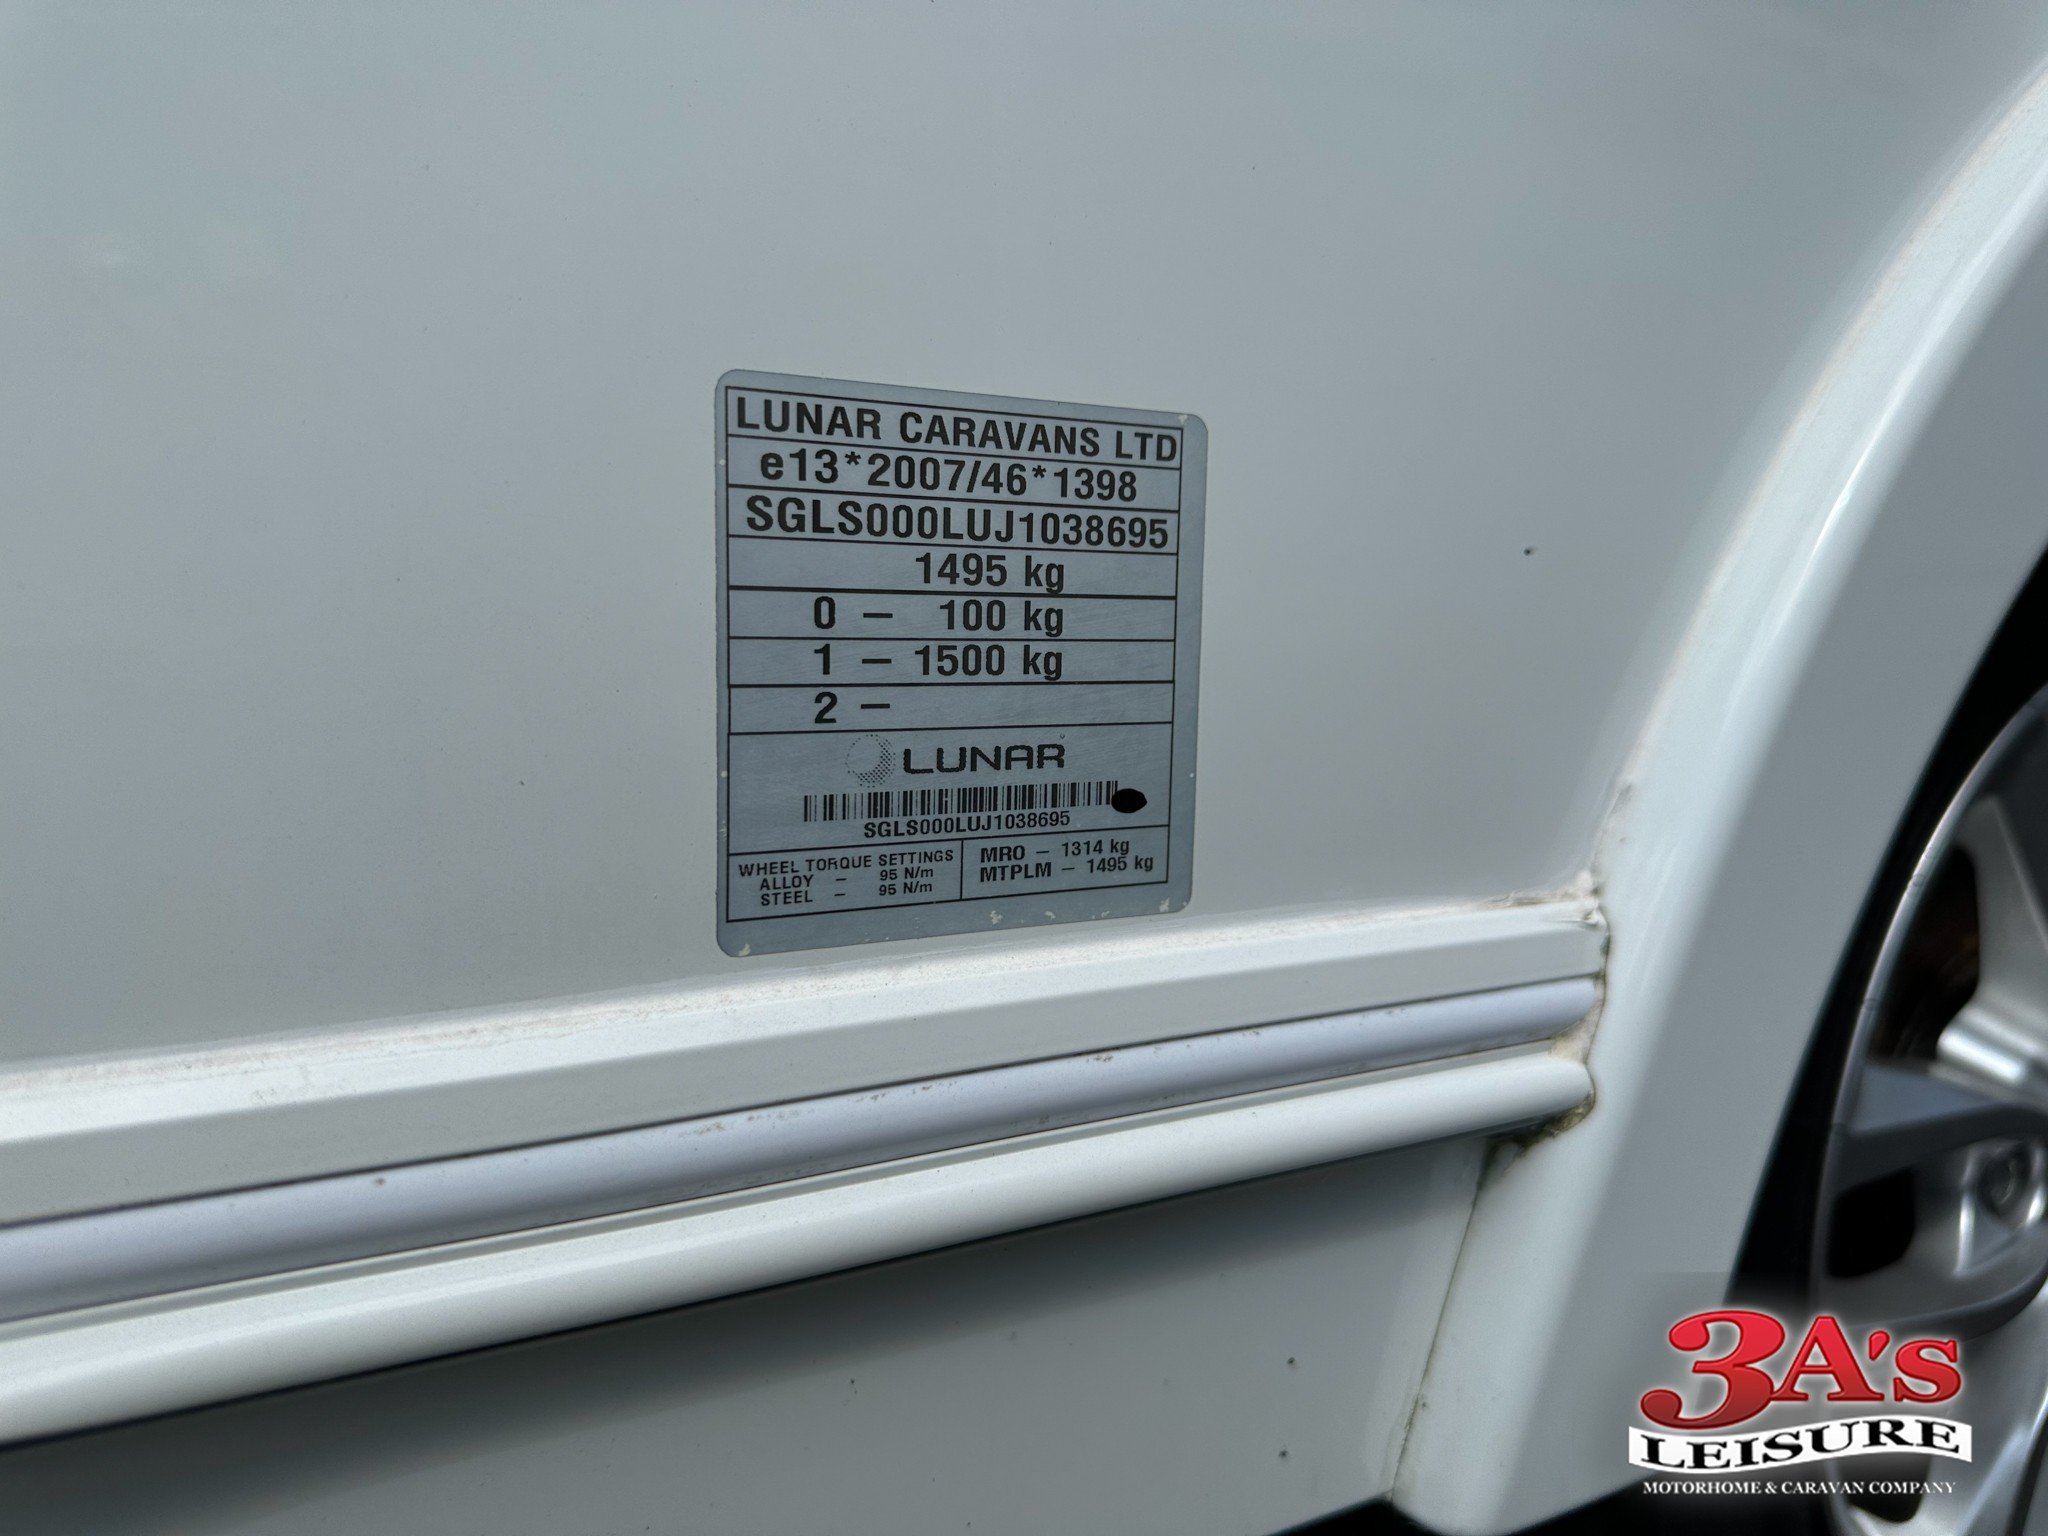 LUNAR CARAVANS LTD
e13*2007/46*1398
SGLS000LUJ1038695
1495 kg
0 – 100 kg
1 – 1500 kg
2 –
LUNAR
SGLS000LUJ1038695
WHEEL TORQUE SETTINGS
ALLOY – 95 N/m
STEEL – 95 N/m
MRO – 1314 kg
MTPLM – 1495 kg
3A's
LEISURE
MOTORHOME & CARAVAN COMPANY